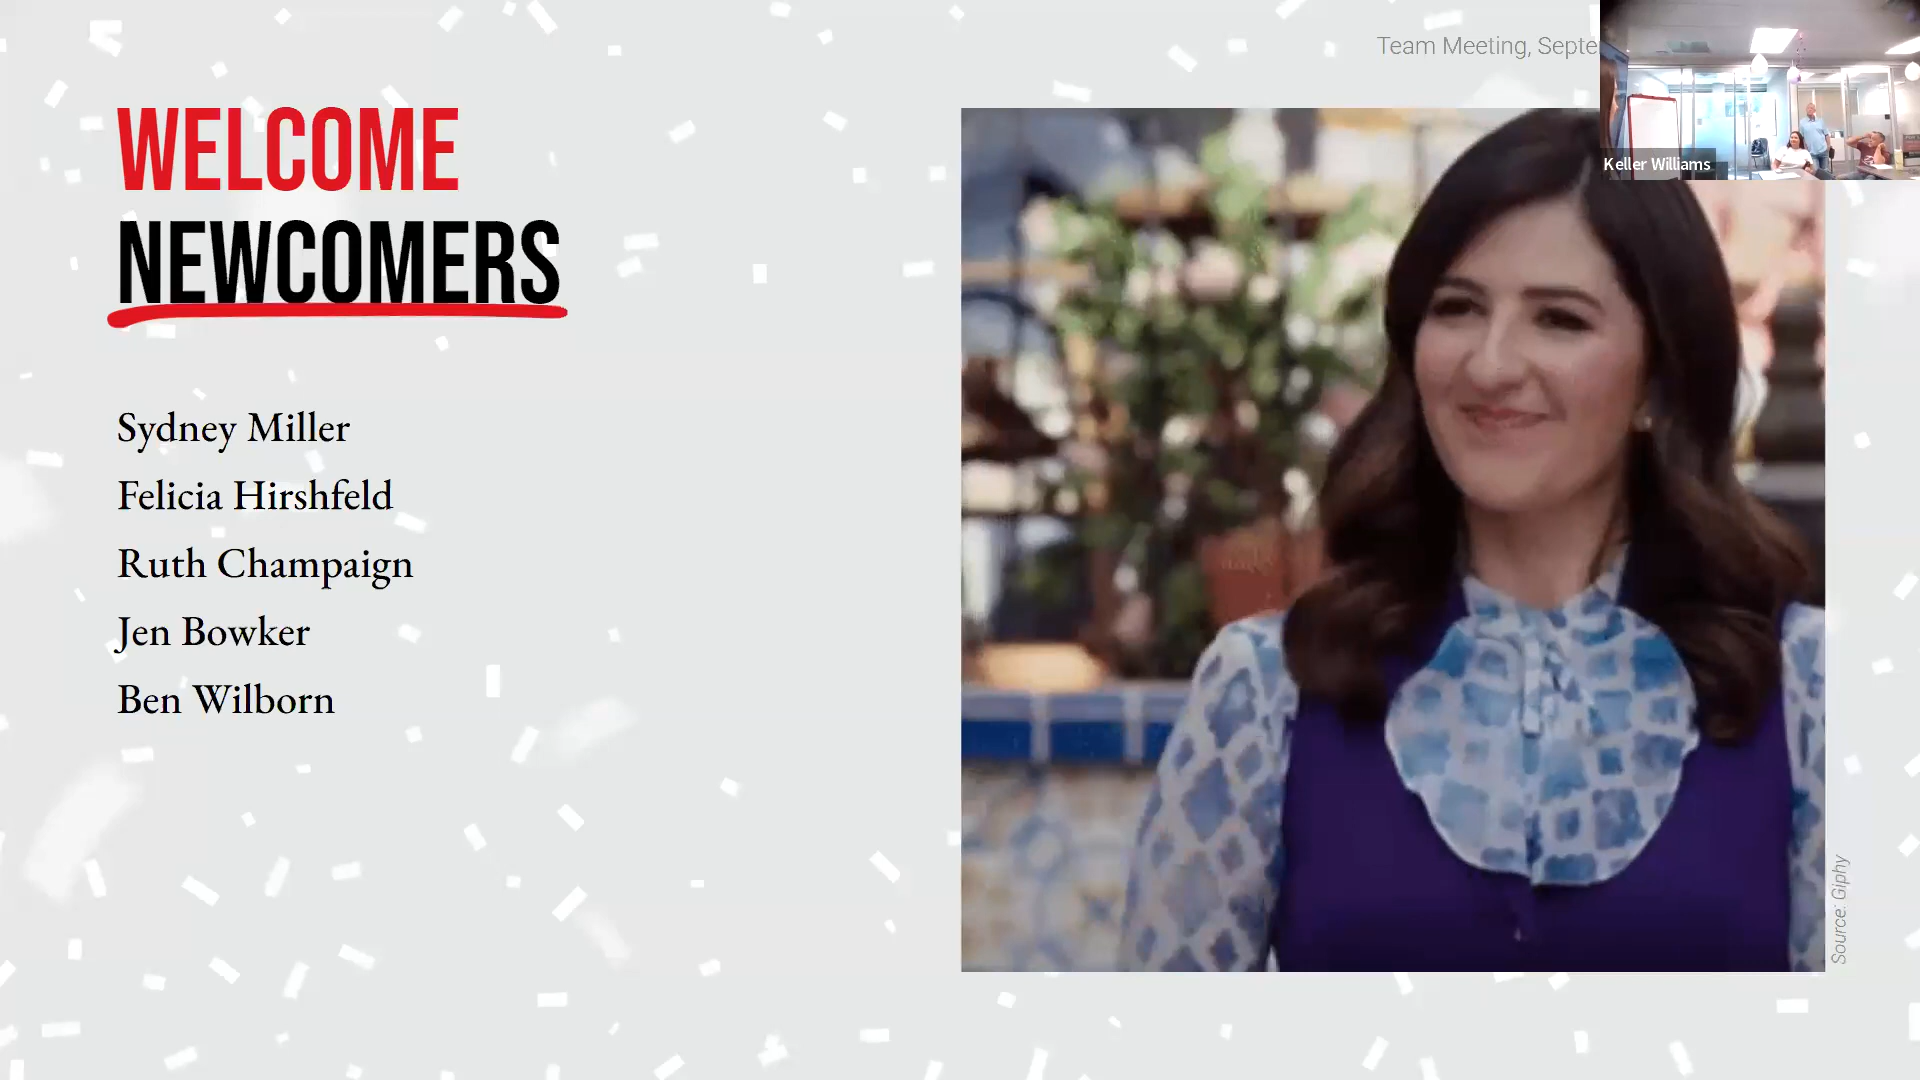 Team Meeting, Septe
Keller Williams
WELCOME
NEWCOMERS
Sydney Miller
Felicia Hirshfeld
Ruth Champaign
Jen Bowker
Ben Wilborn
Source: Giphy